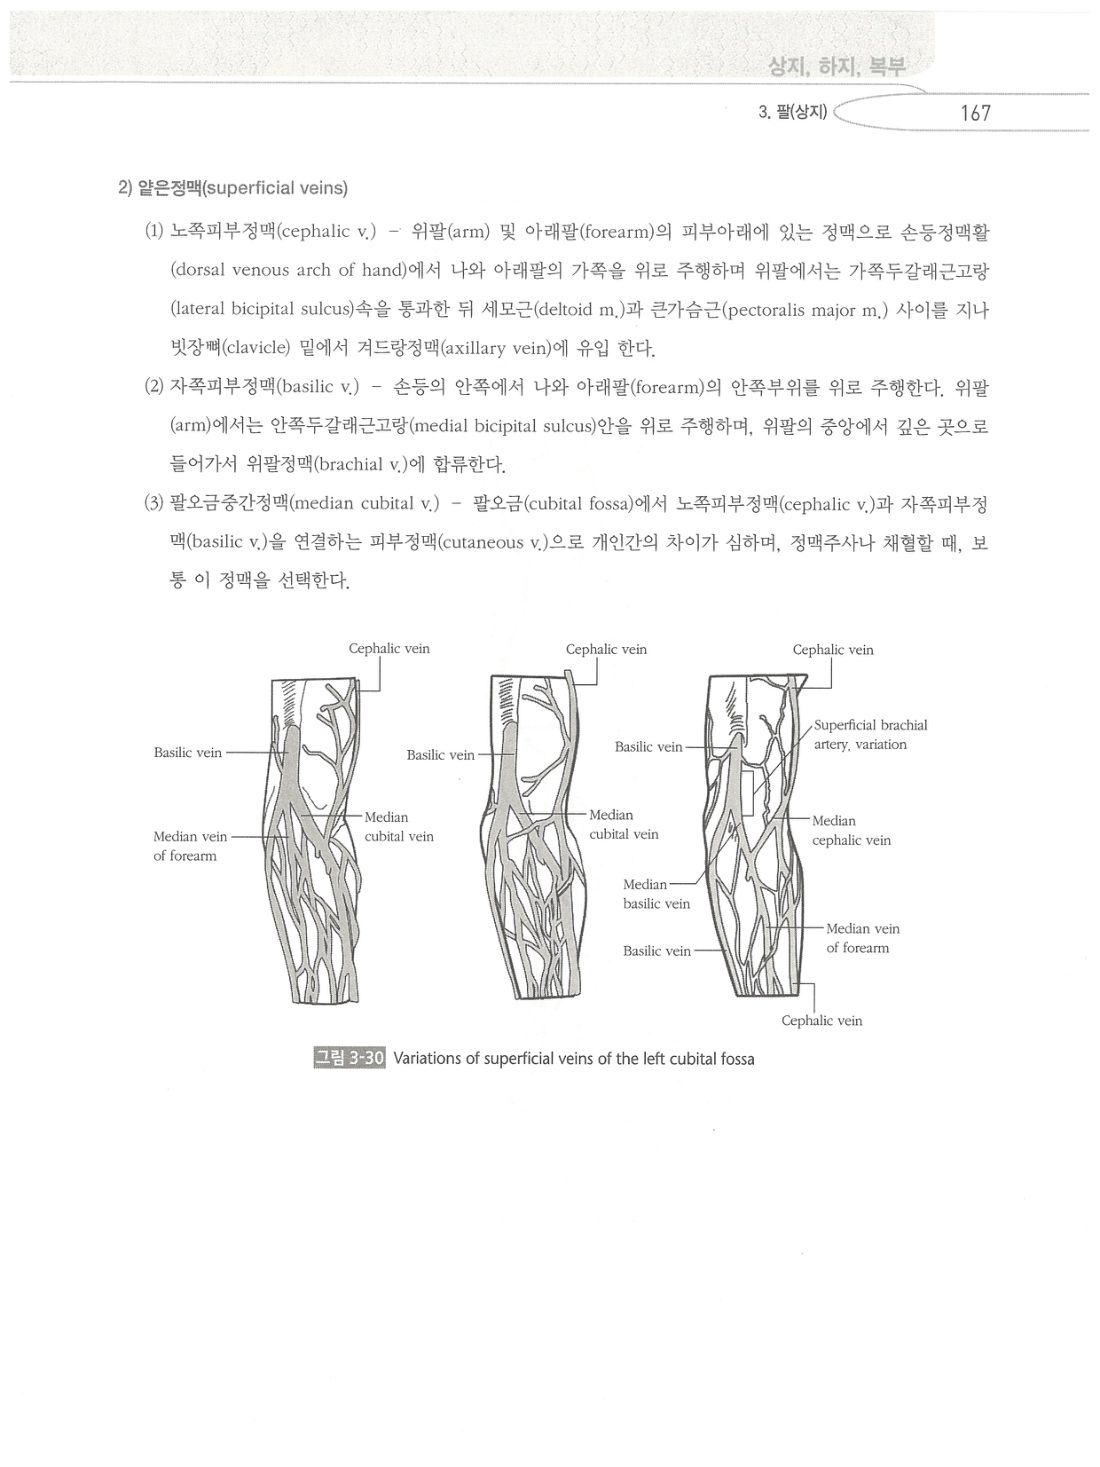 상지, 하지, 복부
3. 팔(상지)
167
2) 얕은정맥(superficial veins)
(1) 노쪽피부정맥(cephalic v.) - 위팔(arm) 및 아래팔(forearm)의 피부아래에 있는 정맥으로 손등정맥활
(dorsal venous arch of hand)에서 나와 아래팔의 가쪽을 위로 주행하며 위팔에서는 가쪽두갈래근고랑
(lateral bicipital sulcus)속을 통과한 뒤 세모근(deltoid m.)과 큰가슴근(pectoralis major m.) 사이를 지나
빗장뼈(clavicle) 밑에서 겨드랑정맥(axillary vein)에 유입 한다.
(2) 자쪽피부정맥(basilic v.) - 손등의 안쪽에서 나와 아래팔(forearm)의 안쪽부위를 위로 주행한다. 위팔
(arm)에서는 안쪽두갈래근고랑(medial bicipital sulcus)안을 위로 주행하며, 위팔의 중앙에서 깊은 곳으로
들어가서 위팔정맥(brachial v.)에 합류한다.
(3) 팔오금중간정맥(median cubital v.) - 팔오금(cubital fossa)에서 노쪽피부정맥(cephalic v.)과 자쪽피부정
맥(basilic v.)을 연결하는 피부정맥(cutaneous v.)으로 개인간의 차이가 심하며, 정맥주사나 채혈할 때, 보
통 이 정맥을 선택한다.
Cephalic vein
Basilic vein
Median
cubital vein
Median vein
of forearm
Cephalic vein
Basilic vein
Median
cubital vein
Cephalic vein
Superficial brachial
artery, variation
Basilic vein
Median
cephalic vein
Median
basilic vein
Median vein
of forearm
Basilic vein
Cephalic vein
그림 3-30 Variations of superficial veins of the left cubital fossa